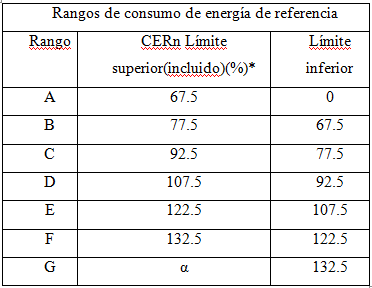 Rangos de consumo de energía de referencia
Rango CERn Límite superior(incluido)(%)* Límite inferior
A 67.5 0
B 77.5 67.5
C 92.5 77.5
D 107.5 92.5
E 122.5 107.5
F 132.5 122.5
G α 132.5